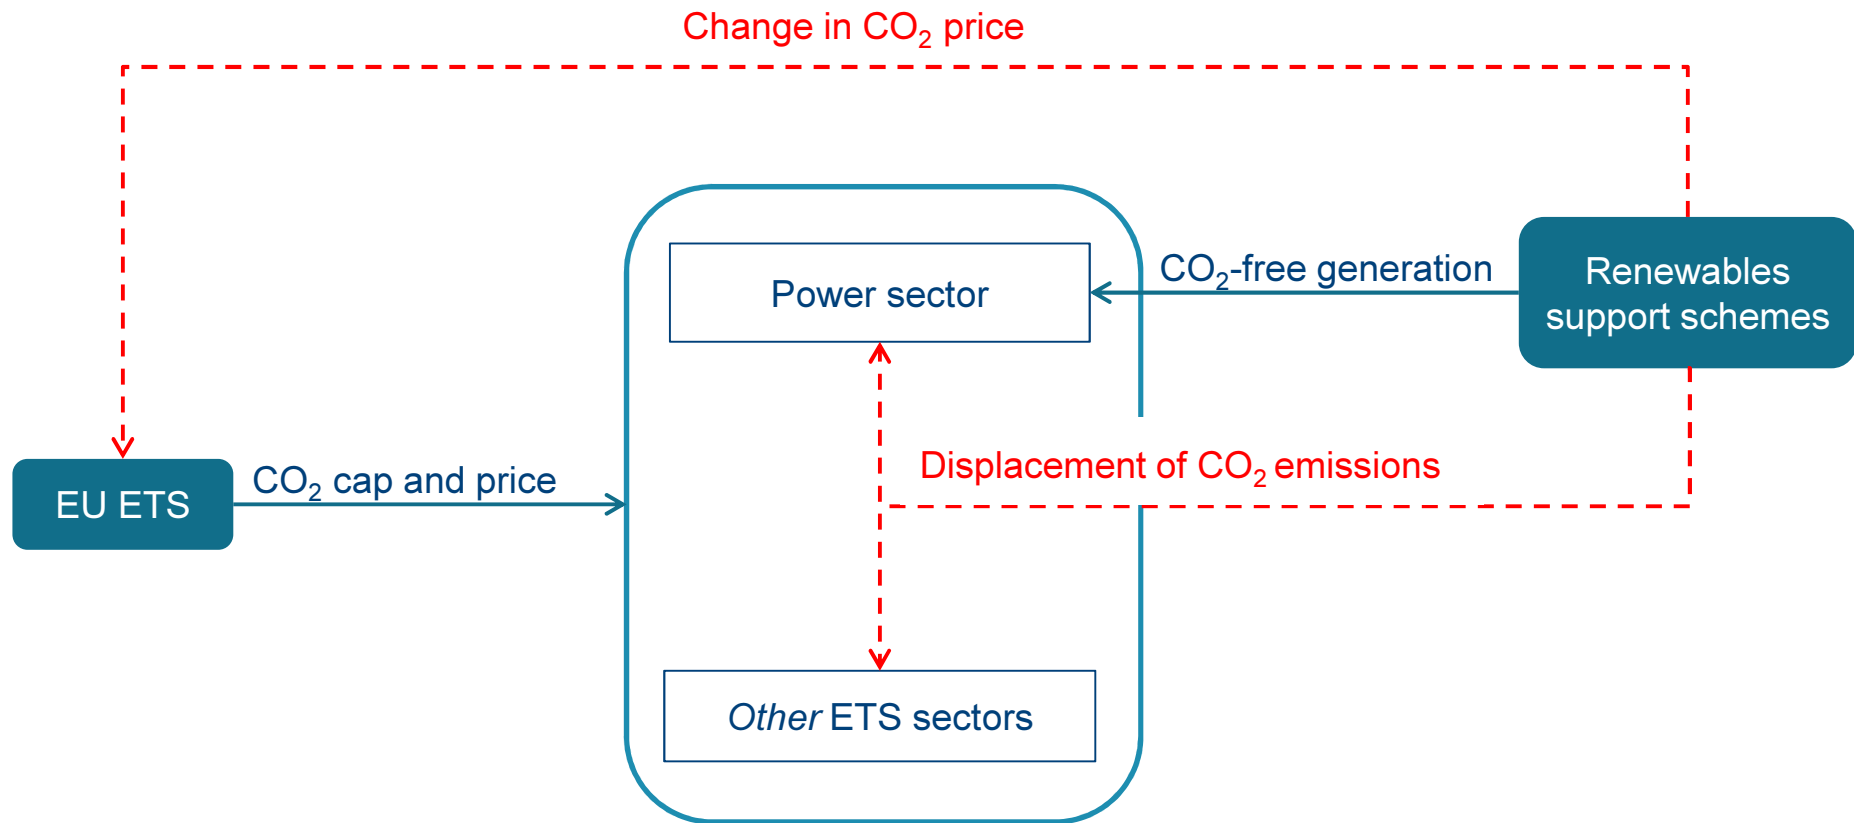 Change in CO₂ price
Power sector
CO₂-free generation
Renewables
support schemes
EU ETS
CO₂ cap and price
Displacement of CO₂ emissions
Other ETS sectors